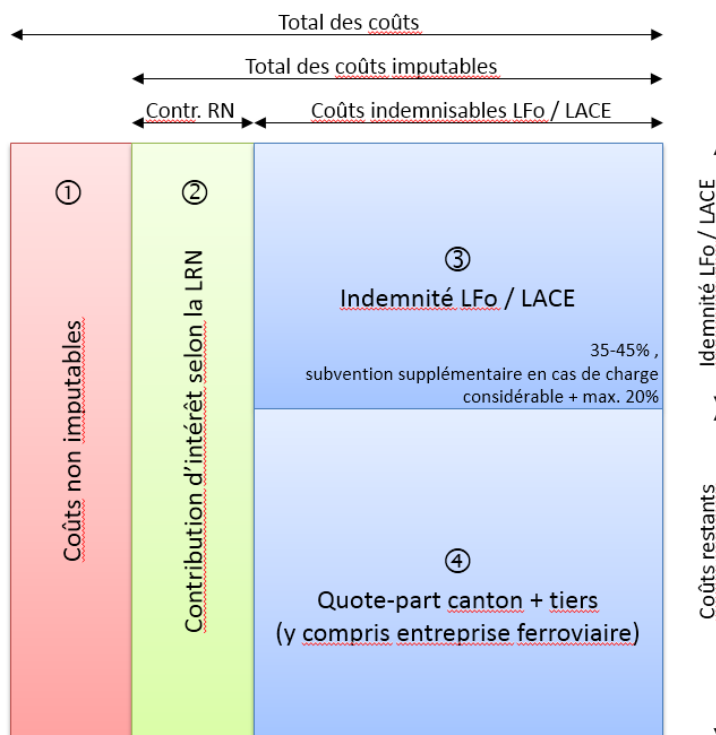 Total des coûts
Total des coûts imputables
Contr. RN
Coûts indemnisables LFo / LACE
①
Coûts non imputables
②
Contribution d'intérêt selon la LRN
③
Indemnité LFo / LACE
35-45% ,
subvention supplémentaire en cas de charge
considérable + max. 20%
④
Quote-part canton + tiers
(y compris entreprise ferroviaire)
Idemnité LFo / LACE
Coûts restants